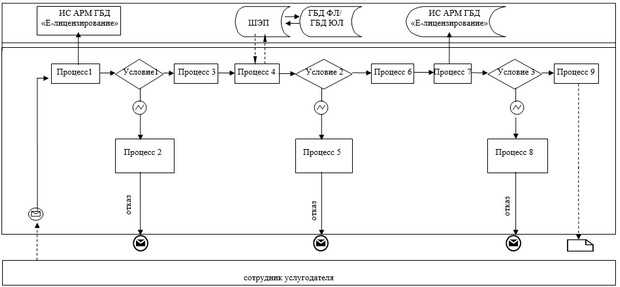 ИС АРМ ГБД
«Е-лицензирование»
ШЭП
ГБД ФЛ/
ГБД ЮЛ
ИС АРМ ГБД
«Е-лицензирование»
Процесс1
Условие1
Процесс 3
Процесс 4
Условие 2
Процесс 6
Процесс 7
Условие 3
Процесс 9
Процесс 2
Процесс 5
Процесс 8
отказ
отказ
отказ
сотрудник услугодателя